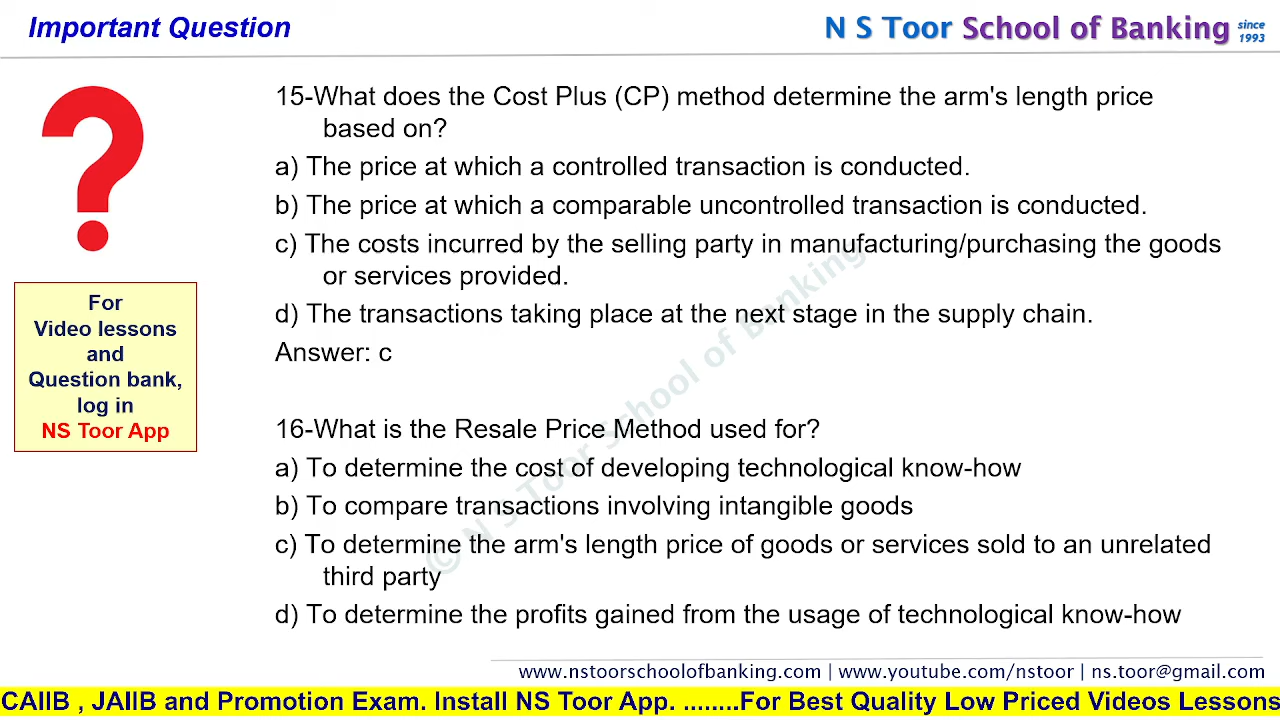 Important Question
N S Toor School of Banking since 1993
15-What does the Cost Plus (CP) method determine the arm's length price
based on?
a) The price at which a controlled transaction is conducted.
b) The price at which a comparable uncontrolled transaction is conducted.
c) The costs incurred by the selling party in manufacturing/purchasing the goods
or services provided.
d) The transactions taking place at the next stage in the supply chain.
Answer: c
16-What is the Resale Price Method used for?
a) To determine the cost of developing technological know-how
b) To compare transactions involving intangible goods
c) To determine the arm's length price of goods or services sold to an unrelated
third party
d) To determine the profits gained from the usage of technological know-how
For
Video lessons
and
Question bank,
log in
NS Toor App
© N S Toor School of Banking
www.nstoorschoolofbanking.com | www.youtube.com/nstoor | ns.toor@gmail.com
CAIIB , JAIIB and Promotion Exam. Install NS Toor App. ........For Best Quality Low Priced Videos Lessons